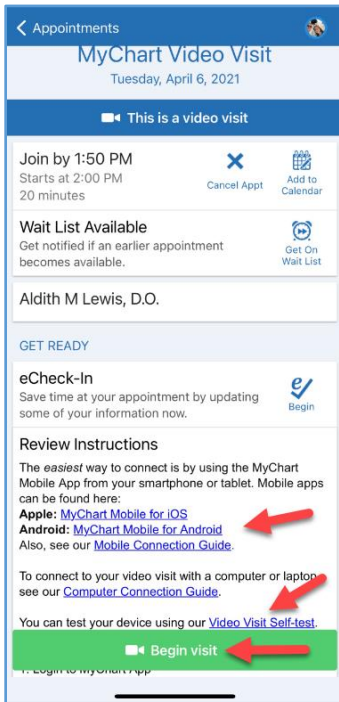 Appointments
MyChart Video Visit
Tuesday, April 6, 2021
This is a video visit
Join by 1:50 PM
Starts at 2:00 PM
20 minutes
Cancel Appt
Add to
Calendar
Wait List Available
Get notified if an earlier appointment
becomes available.
Get On
Wait List
Aldith M Lewis, D.O.
GET READY
eCheck-In
Save time at your appointment by updating
some of your information now.
Begin
Review Instructions
The easiest way to connect is by using the MyChart
Mobile App from your smartphone or tablet. Mobile apps
can be found here:
Apple: MyChart Mobile for iOS
Android: MyChart Mobile for Android
Also, see our Mobile Connection Guide.
To connect to your video visit with a computer or laptop
see our Computer Connection Guide.
You can test your device using our Video Visit Self-test.
Begin visit
1. Login to MyChart App